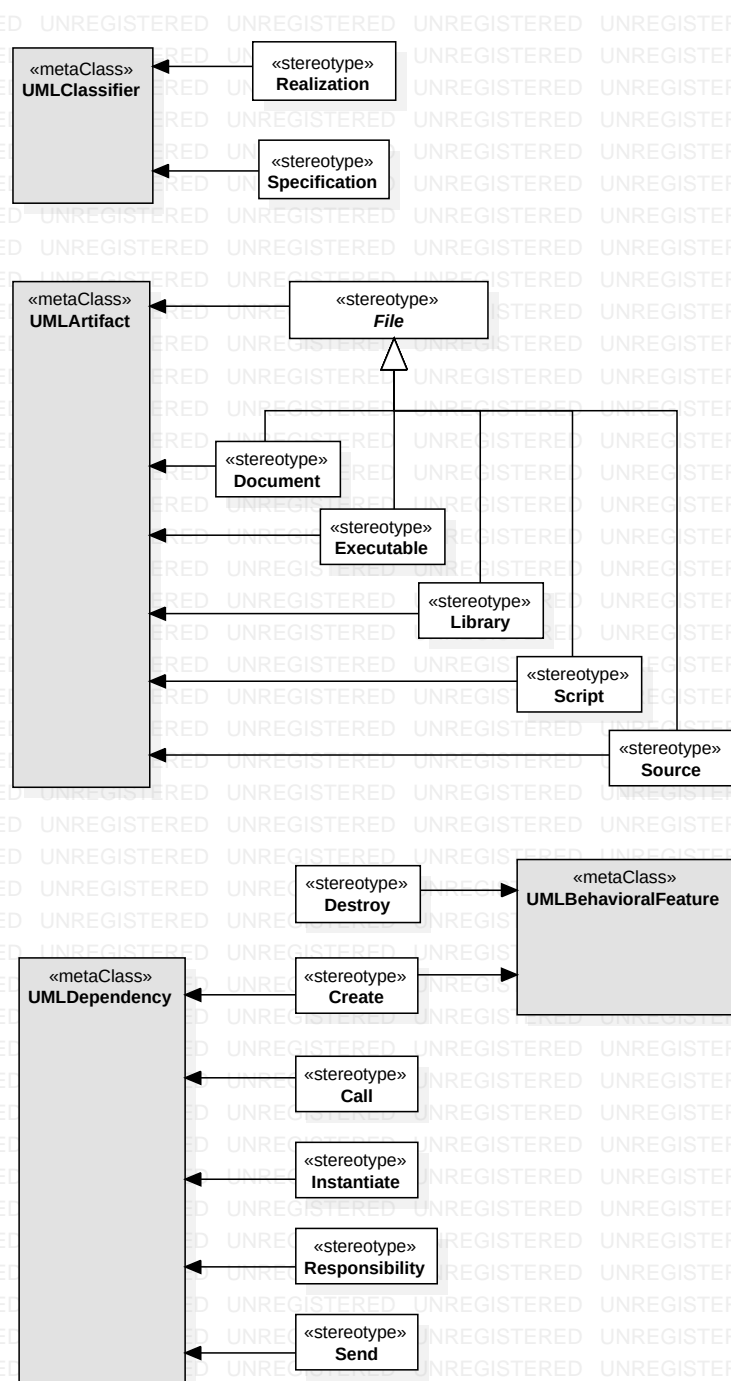 «metaClass»
UMLClassifier
«stereotype»
Realization
«stereotype»
Specification
«metaClass»
UMLArtifact
«stereotype»
File
«stereotype»
Document
«stereotype»
Executable
«stereotype»
Library
«stereotype»
Script
«stereotype»
Source
«stereotype»
Destroy
«metaClass»
UMLBehavioralFeature
«metaClass»
UMLDependency
«stereotype»
Create
«stereotype»
Call
«stereotype»
Instantiate
«stereotype»
Responsibility
«stereotype»
Send
UNREGISTERED